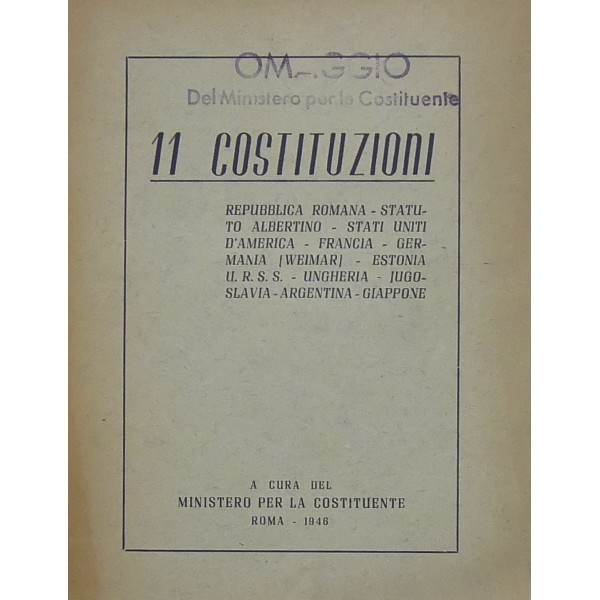 OMAGGIO
Del Ministero per la Costituente
11 COSTITUZIONI
REPUBBLICA ROMANA - STATU-
TO ALBERTINO - STATI UNITI
D'AMERICA - FRANCIA - GER-
MANIA (WEIMAR) - ESTONIA
U. R. S. S. - UNGHERIA - JUGO-
SLAVIA - ARGENTINA - GIAPPONE
A CURA DEL
MINISTERO PER LA COSTITUENTE
ROMA - 1946